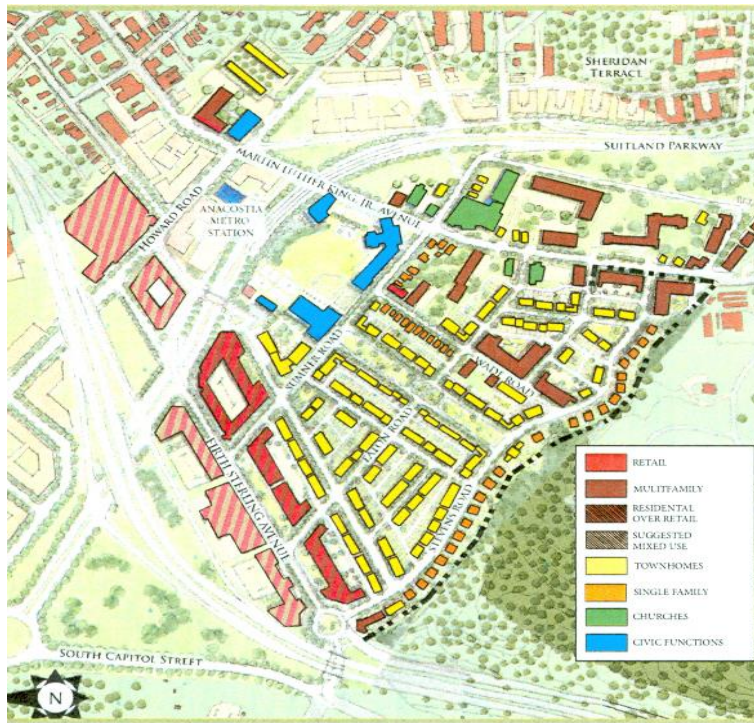 SHERIDAN
TERRACE
SUITLAND PARKWAY
MARTIN LUTHER KING, JR. AVENUE
HOWARD ROAD
ANACOSTIA
METRO
STATION
SUMNER ROAD
WADE ROAD
EATON ROAD
STEVENS ROAD
FIRTH STERLING AVENUE
SOUTH CAPITOL STREET
N
RETAIL
MULITFAMILY
RESIDENTAL
OVER RETAIL
SUGGESTED
MIXED USE
TOWNHOMES
SINGLE FAMILY
CHURCHES
CIVIC FUNCTIONS